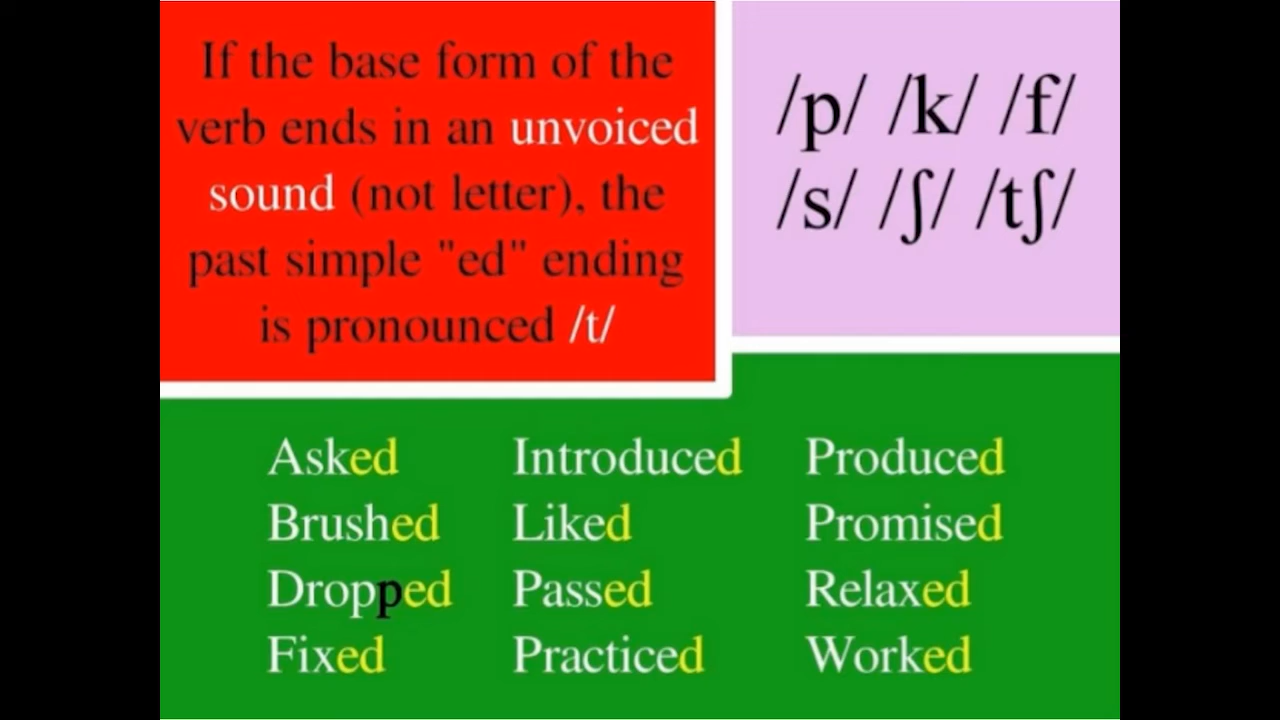 If the base form of the
verb ends in an unvoiced
sound (not letter), the
past simple "ed" ending
is pronounced /t/
/p/ /k/ /f/
/s/ /ʃ/ /tʃ/
Asked Introduced Produced
Brushed Liked Promised
Dropped Passed Relaxed
Fixed Practiced Worked